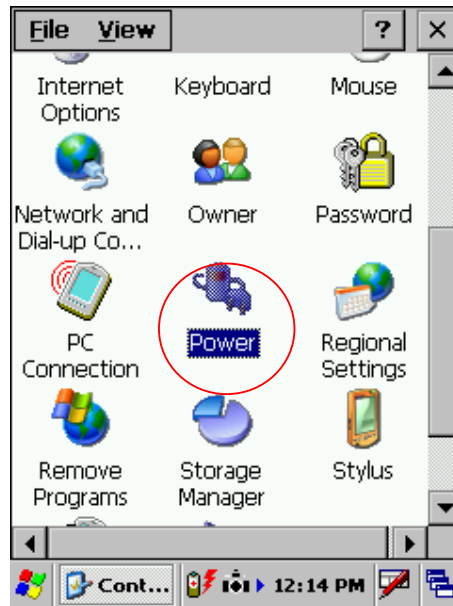 File View ? ×
Internet Options Keyboard Mouse
Network and Dial-up Co... Owner Password
PC Connection Power Regional Settings
Remove Programs Storage Manager Stylus
Cont... 12:14 PM